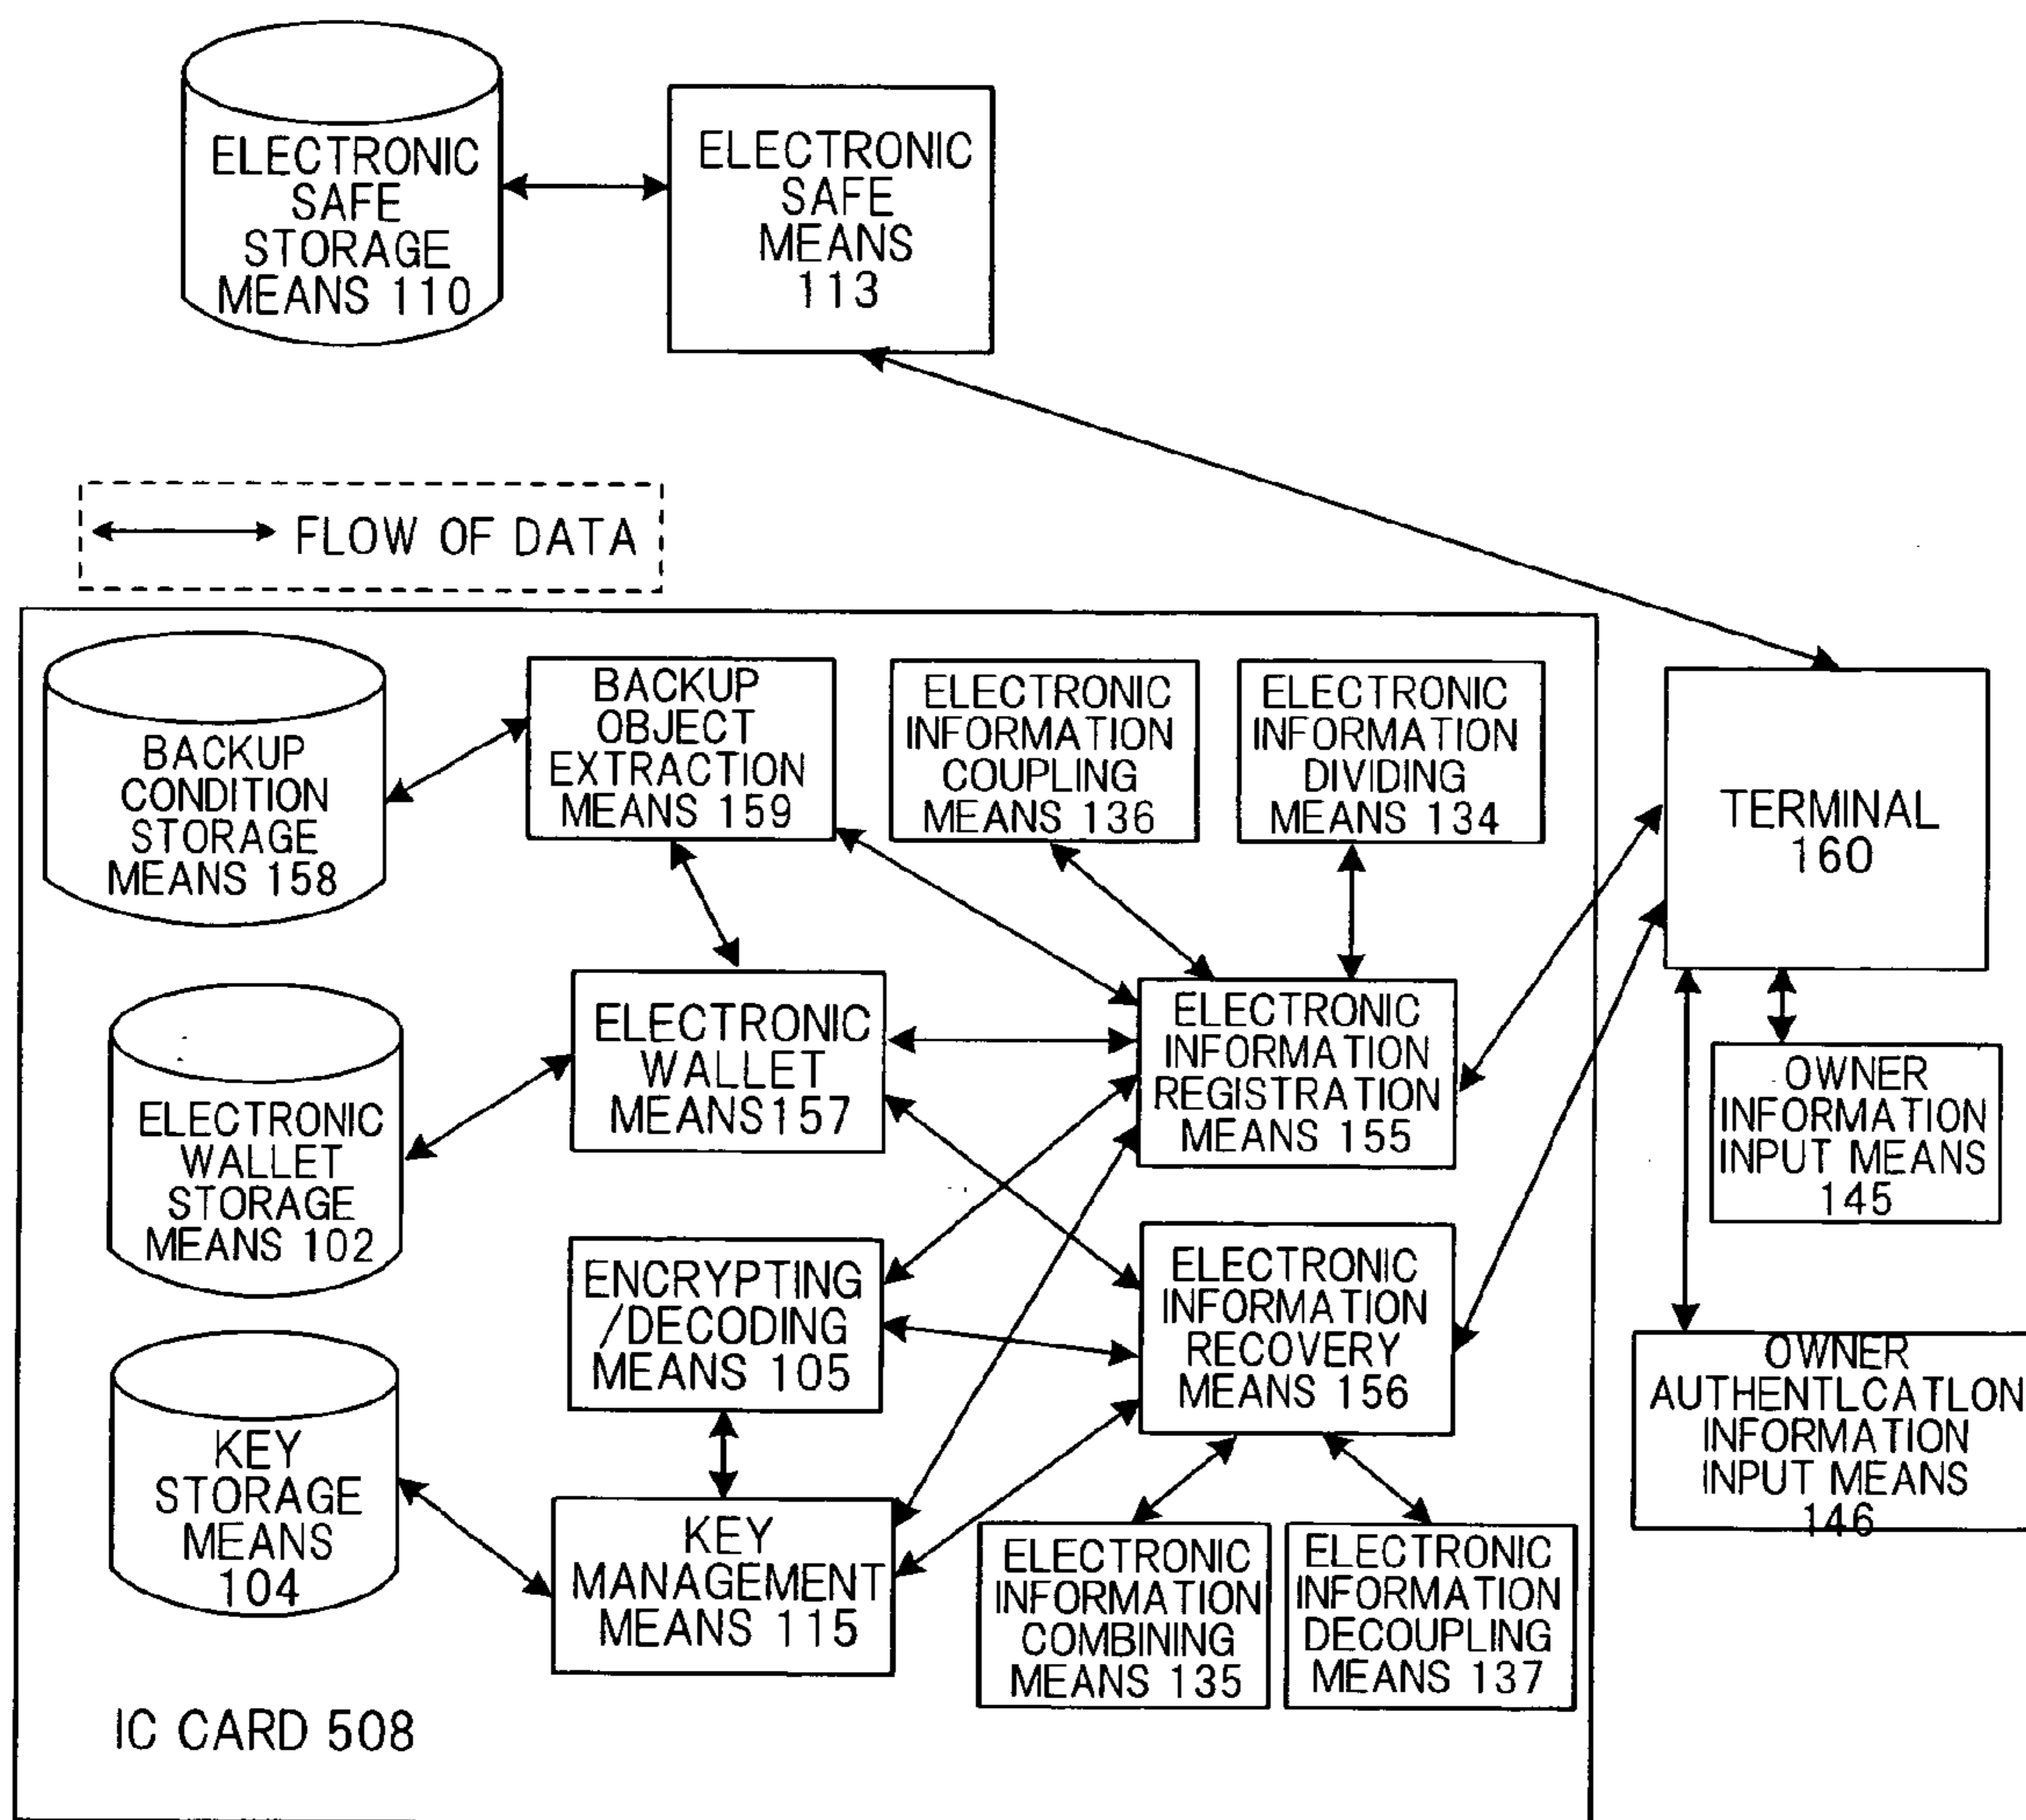 ELECTRONIC
SAFE
STORAGE
MEANS 110
ELECTRONIC
SAFE
MEANS
113
FLOW OF DATA
BACKUP
CONDITION
STORAGE
MEANS 158
BACKUP
OBJECT
EXTRACTION
MEANS 159
ELECTRONIC
INFORMATION
COUPLING
MEANS 136
ELECTRONIC
INFORMATION
DIVIDING
MEANS 134
TERMINAL
160
ELECTRONIC
WALLET
STORAGE
MEANS 102
ELECTRONIC
WALLET
MEANS157
ELECTRONIC
INFORMATION
REGISTRATION
MEANS 155
OWNER
INFORMATION
INPUT MEANS
145
ENCRYPTING
/DECODING
MEANS 105
ELECTRONIC
INFORMATION
RECOVERY
MEANS 156
OWNER
AUTHENTLCATLON
INFORMATION
INPUT MEANS
146
KEY
STORAGE
MEANS
104
KEY
MANAGEMENT
MEANS 115
ELECTRONIC
INFORMATION
COMBINING
MEANS 135
ELECTRONIC
INFORMATION
DECOUPLING
MEANS 137
IC CARD 508